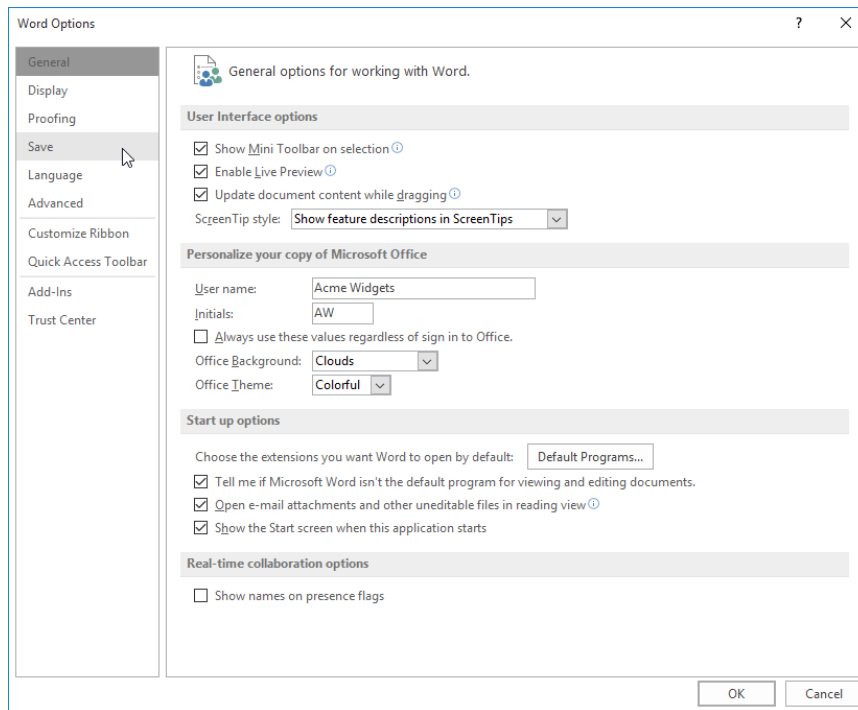 Word Options
?
General
Display
Proofing
Save
Language
Advanced
Customize Ribbon
Quick Access Toolbar
Add-Ins
Trust Center
General options for working with Word.
User Interface options
Show Mini Toolbar on selection
Enable Live Preview
Update document content while dragging
ScreenTip style: Show feature descriptions in ScreenTips
Personalize your copy of Microsoft Office
User name: Acme Widgets
Initials: AW
Always use these values regardless of sign in to Office.
Office Background: Clouds
Office Theme: Colorful
Start up options
Choose the extensions you want Word to open by default: Default Programs...
Tell me if Microsoft Word isn't the default program for viewing and editing documents.
Open e-mail attachments and other uneditable files in reading view
Show the Start screen when this application starts
Real-time collaboration options
Show names on presence flags
OK Cancel